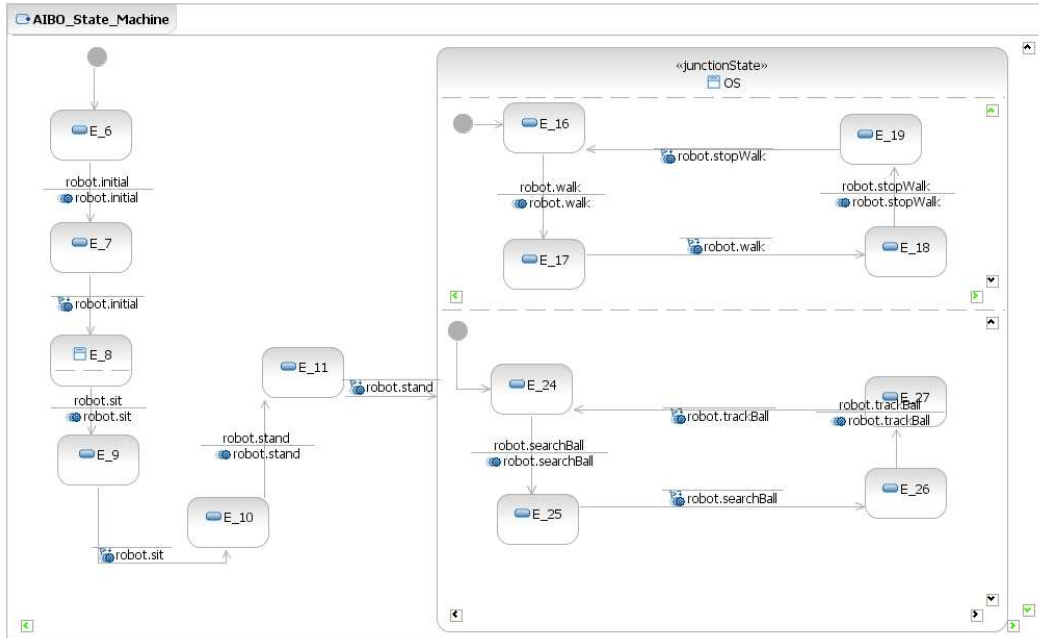 AIBO_State_Machine
«junctionState»
OS
E_6
robot.initial
robot.initial
E_7
robot.initial
E_8
robot.sit
robot.sit
E_9
robot.sit
E_10
robot.stand
robot.stand
E_11
robot.stand
E_16
robot.walk
robot.walk
E_17
robot.walk
E_18
robot.stopWalk
robot.stopWalk
E_19
robot.stopWalk
E_24
robot.searchBall
robot.searchBall
E_25
robot.searchBall
E_26
robot.trackBall
robot.trackBall
E_27
robot.trackBall